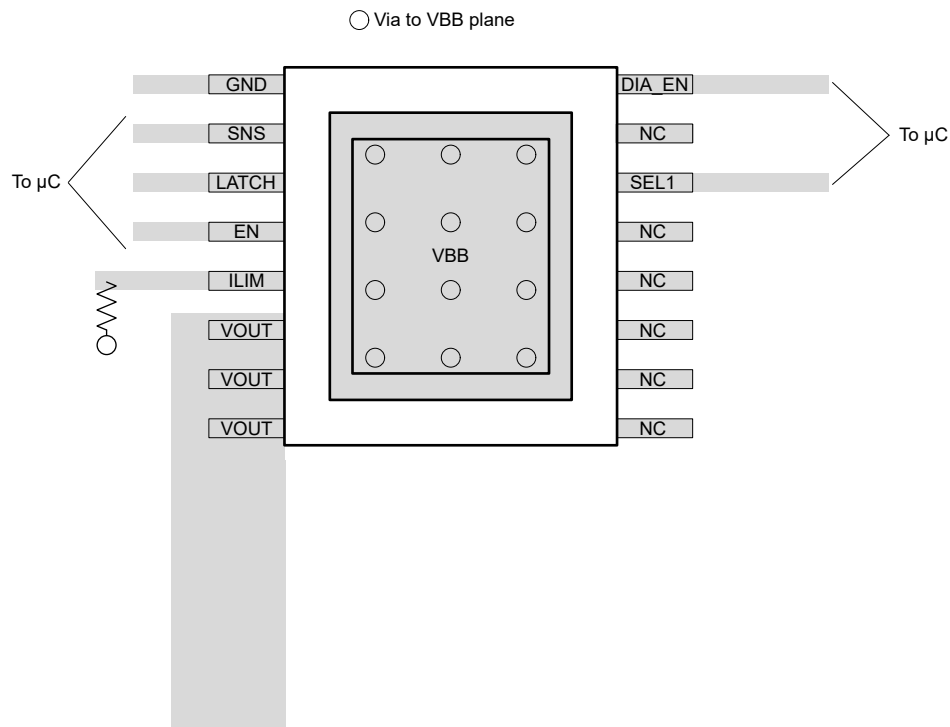 Via to VBB plane
GND
DIA_EN
SNS
NC
To µC
To µC
LATCH
SEL1
EN
NC
VBB
ILIM
NC
VOUT
NC
VOUT
NC
VOUT
NC